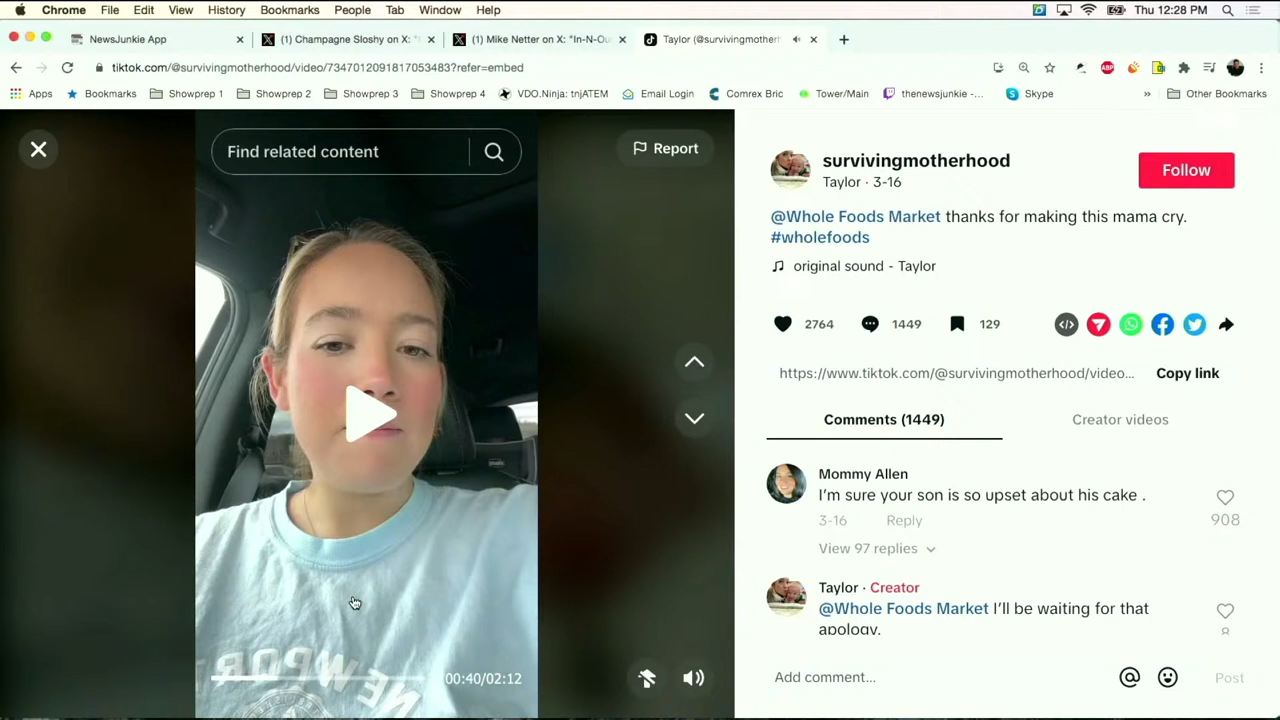 Chrome File Edit View History Bookmarks People Tab Window Help Thu 12:28 PM
NewsJunkie App (1) Champagne Sloshy on X: " (1) Mike Netter on X: "In-N-Ou Taylor (@survivingmotherh
tiktok.com/@survivingmotherhood/video/7347012091817053483?refer=embed
Apps Bookmarks Showprep 1 Showprep 2 Showprep 3 Showprep 4 VDO.Ninja: tnjATEM Email Login Comrex Bric Tower/Main thenewsjunkie -... Skype » Other Bookmarks
Find related content
Report
NEWPOR
00:40/02:12
survivingmotherhood
Taylor · 3-16
Follow
@Whole Foods Market thanks for making this mama cry.
#wholefoods
original sound - Taylor
2764 1449 129
https://www.tiktok.com/@survivingmotherhood/video... Copy link
Comments (1449) Creator videos
Mommy Allen
I'm sure your son is so upset about his cake .
3-16 Reply
908
View 97 replies
Taylor · Creator
@Whole Foods Market I'll be waiting for that
apology.
8
Add comment... Post